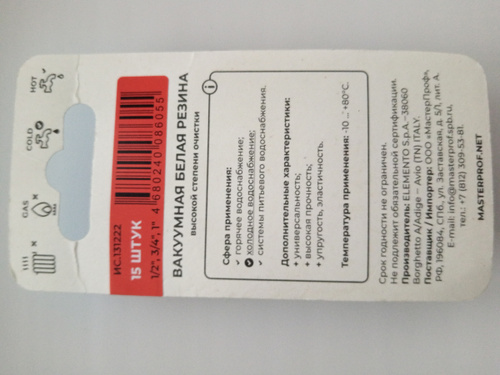 HOT
COLD
GAS
ИС.131222
15 ШТУК
1/2"; 3/4"; 1"
4 680240 086055
ВАКУУМНАЯ БЕЛАЯ РЕЗИНА
ВЫСОКОЙ СТЕПЕНИ ОЧИСТКИ
Сфера применения:
горячее водоснабжение;
холодное водоснабжение;
системы питьевого водоснабжения.
Дополнительные характеристики:
• универсальность;
• высокая прочность;
• упругость, эластичность.
Температура применения: -10 ... +80°C.
Срок годности не ограничен.
Не подлежит обязательной сертификации.
Производитель: ELEMENTO S.p.A.–38060
Borghetto A/Adige – Avio (TN) ITALY.
Поставщик / Импортер: ООО «МастерПроф»,
РФ, 196084, СПб., ул. Заставская, д. 5/1, лит. А.
E-mail: info@masterprof.spb.ru,
тел.: +7 (812) 309-53-81.
MASTERPROF.NET